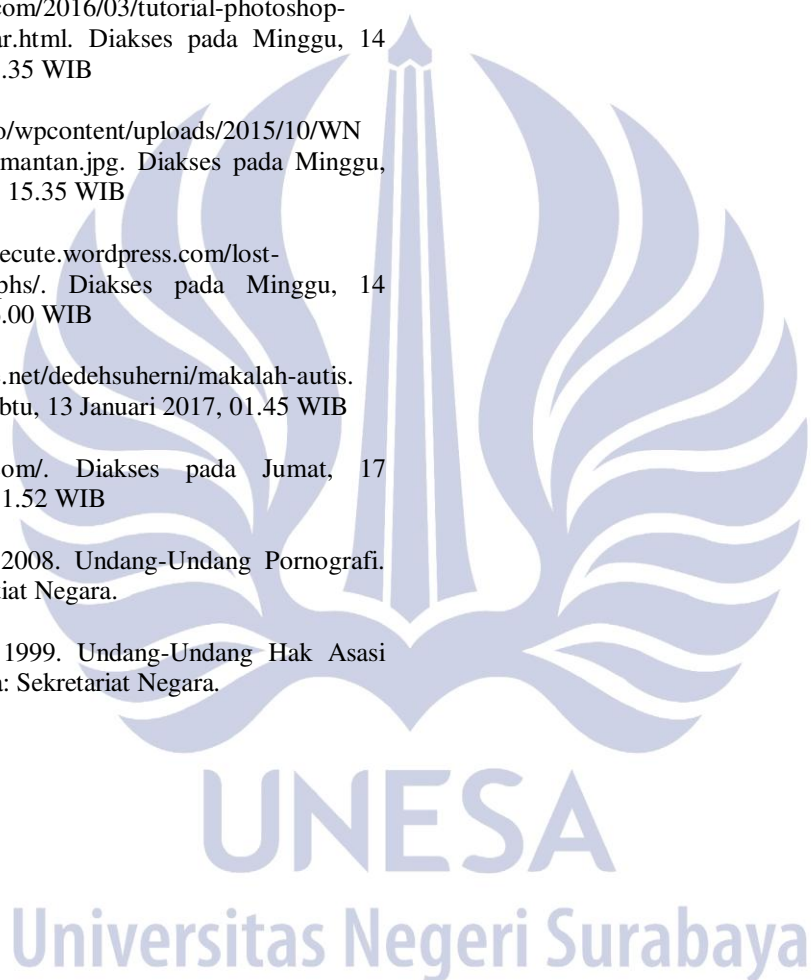 com/2016/03/tutorial-photoshop-
r.html. Diakses pada Minggu, 14
.35 WIB
o/wpcontent/uploads/2015/10/WN
mantan.jpg. Diakses pada Minggu,
15.35 WIB
ecute.wordpress.com/lost-
phs/. Diakses pada Minggu, 14
.00 WIB
.net/dedehsuherni/makalah-autis.
btu, 13 Januari 2017, 01.45 WIB
om/. Diakses pada Jumat, 17
1.52 WIB
2008. Undang-Undang Pornografi.
iat Negara.
1999. Undang-Undang Hak Asasi
a: Sekretariat Negara.
UNESA
Universitas Negeri Surabaya